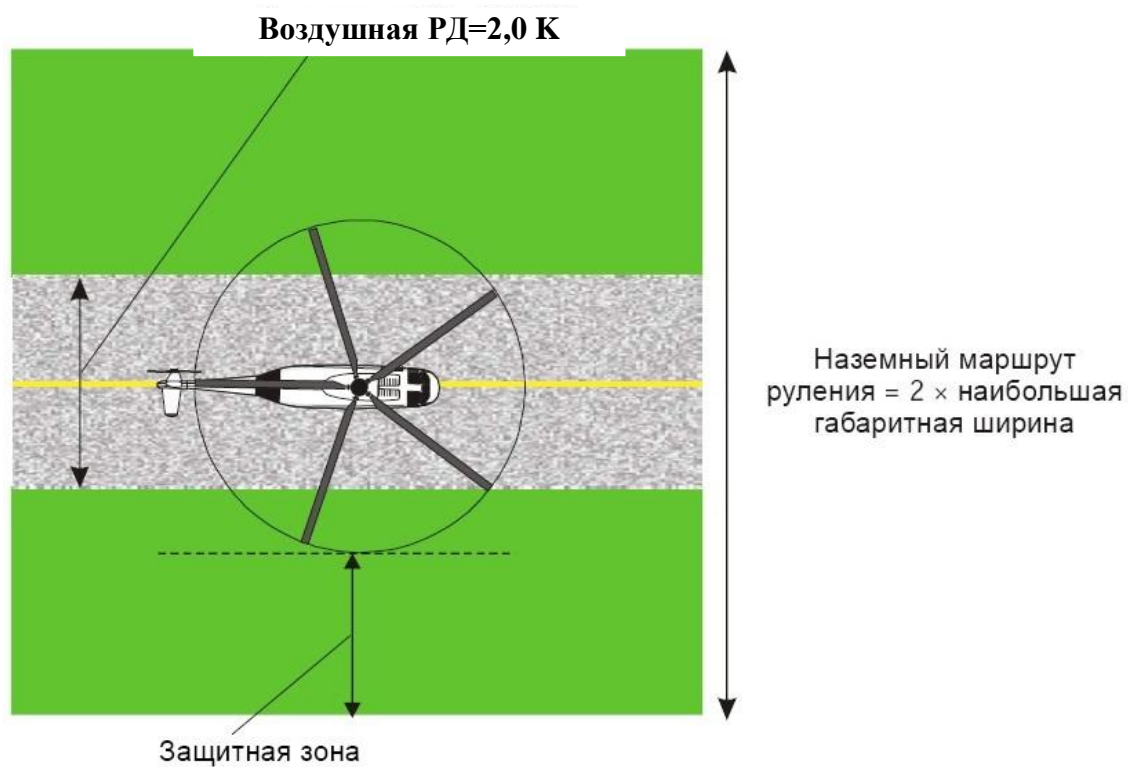 Воздушная РД=2,0 K
Наземный маршрут
руления = 2 × наибольшая
габаритная ширина
Защитная зона